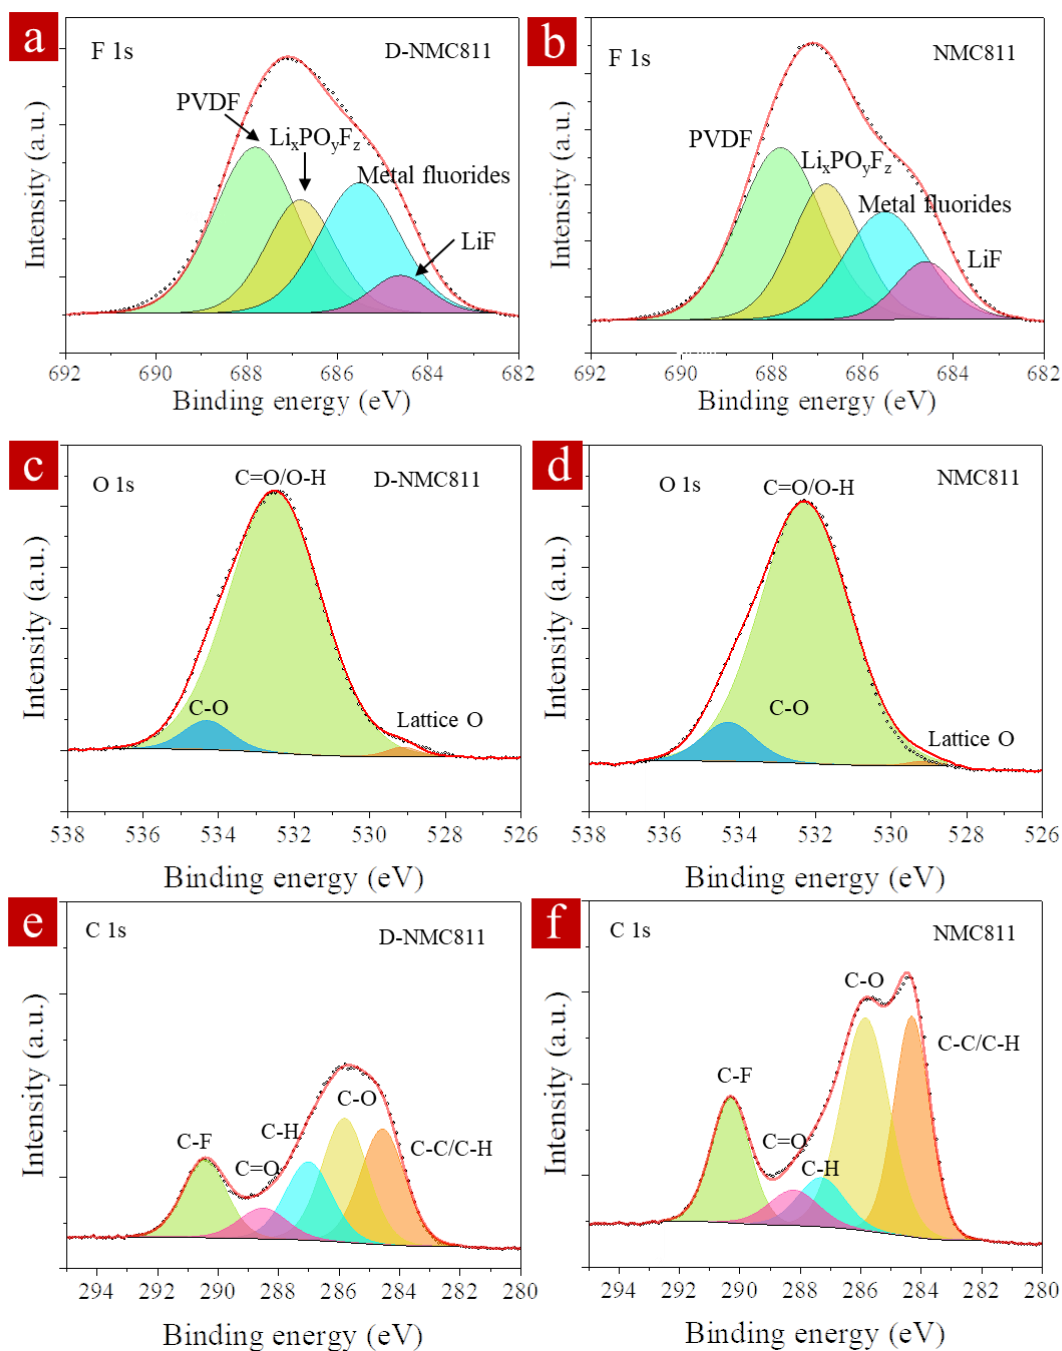 a
F 1s
D-NMC811
PVDF
LiₓPOᵧF_z
Metal fluorides
LiF
Intensity (a.u.)
692 690 688 686 684 682
Binding energy (eV)
b
F 1s
NMC811
PVDF
LiₓPOᵧF_z
Metal fluorides
LiF
Intensity (a.u.)
692 690 688 686 684 682
Binding energy (eV)
c
O 1s
C=O/O-H
D-NMC811
C-O
Lattice O
Intensity (a.u.)
538 536 534 532 530 528 526
Binding energy (eV)
d
O 1s
C=O/O-H
NMC811
C-O
Lattice O
Intensity (a.u.)
538 536 534 532 530 528 526
Binding energy (eV)
e
C 1s
D-NMC811
C-F
C=O
C-H
C-O
C-C/C-H
Intensity (a.u.)
294 292 290 288 286 284 282 280
Binding energy (eV)
f
C 1s
NMC811
C-O
C-F
C=O
C-H
C-C/C-H
Intensity (a.u.)
294 292 290 288 286 284 282 280
Binding energy (eV)